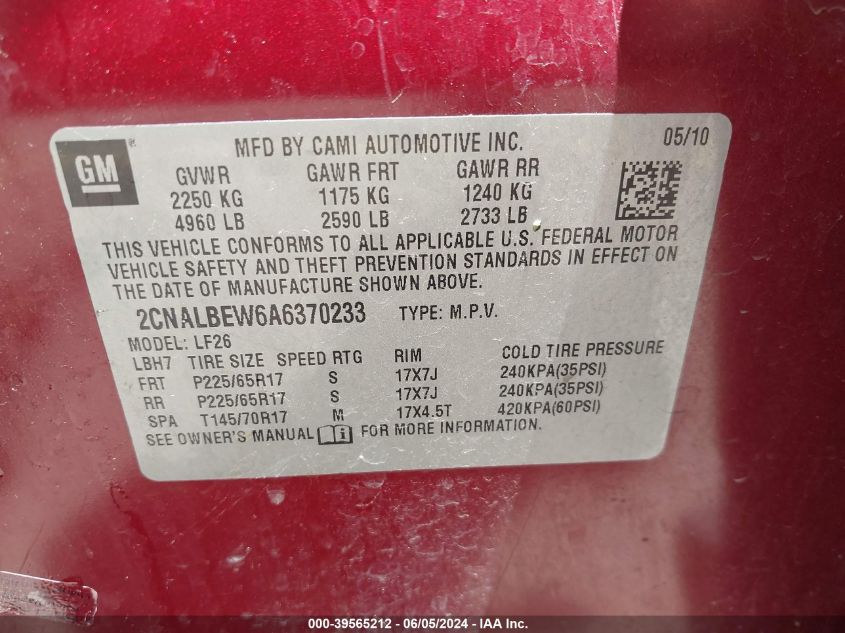 GM
MFD BY CAMI AUTOMOTIVE INC. 05/10
GVWR GAWR FRT GAWR RR
2250 KG 1175 KG 1240 KG
4960 LB 2590 LB 2733 LB
THIS VEHICLE CONFORMS TO ALL APPLICABLE U.S. FEDERAL MOTOR
VEHICLE SAFETY AND THEFT PREVENTION STANDARDS IN EFFECT ON
THE DATE OF MANUFACTURE SHOWN ABOVE.
2CNALBEW6A6370233 TYPE: M.P.V.
MODEL: LF26
LBH7 TIRE SIZE SPEED RTG RIM COLD TIRE PRESSURE
FRT P225/65R17 S 17X7J 240KPA(35PSI)
RR P225/65R17 S 17X7J 240KPA(35PSI)
SPA T145/70R17 M 17X4.5T 420KPA(60PSI)
SEE OWNER'S MANUAL FOR MORE INFORMATION.
000-39565212 - 06/05/2024 - IAA Inc.